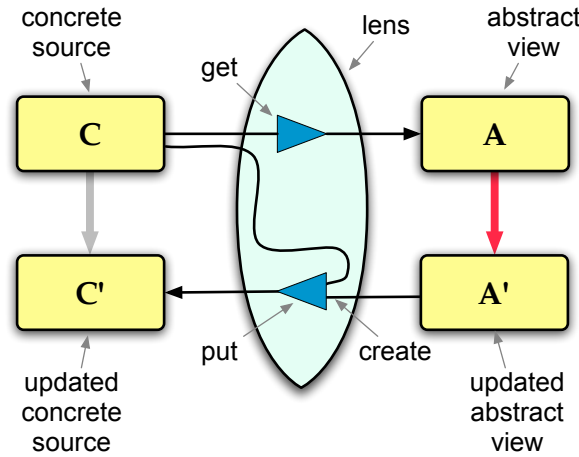 concrete
source
get
lens
abstract
view
C
A
C'
A'
put
create
updated
concrete
source
updated
abstract
view